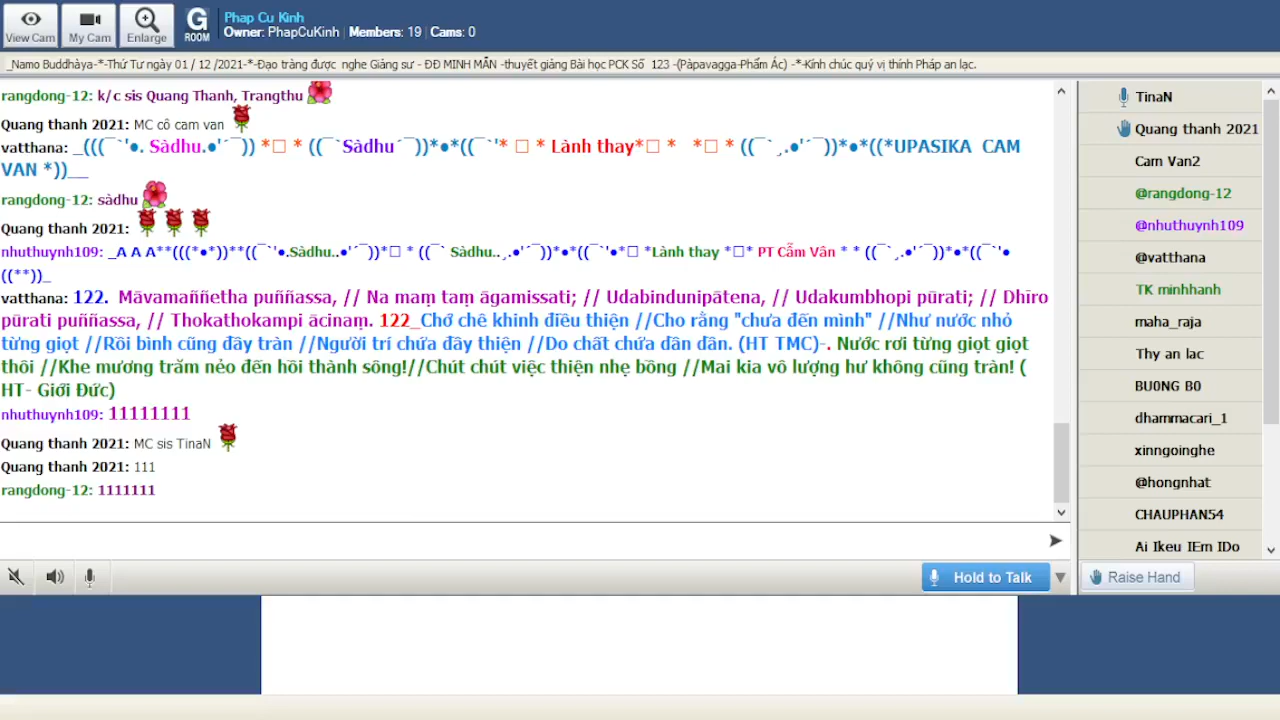 View Cam
My Cam
Enlarge
G
ROOM
Phap Cu Kinh
Owner: PhapCuKinh | Members: 19 | Cams: 0
_Namo Buddhàya-*-Thứ Tư ngày 01 / 12 /2021-*-Đạo tràng được nghe Giảng sư - ĐĐ MINH MẪN -thuyết giảng Bài học PCK Số 123 -(Pàpavagga-Phẩm Ác) -*-Kính chúc quý vị thính Pháp an lạc.
rangdong-12: k/c sis Quang Thanh, Trangthu
Quang thanh 2021: MC cô cam van
vatthana: _(((¯`'●. Sàdhu.●'´¯)) *□ * ((¯`Sàdhu´¯))*●*((¯`'* □ * Lành thay*□ * *□ * ((¯`¸.●'´¯))*●*((*UPASIKA CAM
VAN *))__
rangdong-12: sàdhu
Quang thanh 2021:
nhuthuynh109: _A A A**(((*●*))**((¯`'●.Sàdhu..●'´¯))*□ * ((¯` Sàdhu..¸.●'´¯))*●*((¯`'●*□ *Lành thay *□* PT Cẩm Vân * * ((¯`¸.●'´¯))*●*((¯`'●
((**))_
vatthana: 122. Māvamaññetha puññassa, // Na maṃ taṃ āgamissati; // Udabindunipātena, // Udakumbhopi pūrati; // Dhīro
pūrati puññassa, // Thokathokampi ācinaṃ. 122_Chớ chê khinh điều thiện //Cho rằng "chưa đến mình" //Như nước nhỏ
từng giọt //Rồi bình cũng đầy tràn //Người trí chứa đầy thiện //Do chất chứa dần dần. (HT TMC)-. Nước rơi từng giọt giọt
thôi //Khe mương trăm nẻo đến hồi thành sông!//Chút chút việc thiện nhẹ bồng //Mai kia vô lượng hư không cũng tràn! (
HT- Giới Đức)
nhuthuynh109: 11111111
Quang thanh 2021: MC sis TinaN
Quang thanh 2021: 111
rangdong-12: 1111111
TinaN
Quang thanh 2021
Cam Van2
@rangdong-12
@nhuthuynh109
@vatthana
TK minhhanh
maha_raja
Thy an lac
BU0NG B0
dhammacari_1
xinngoinghe
@hongnhat
CHAUPHAN54
Ai Ikeu IEm IDo
Hold to Talk
Raise Hand